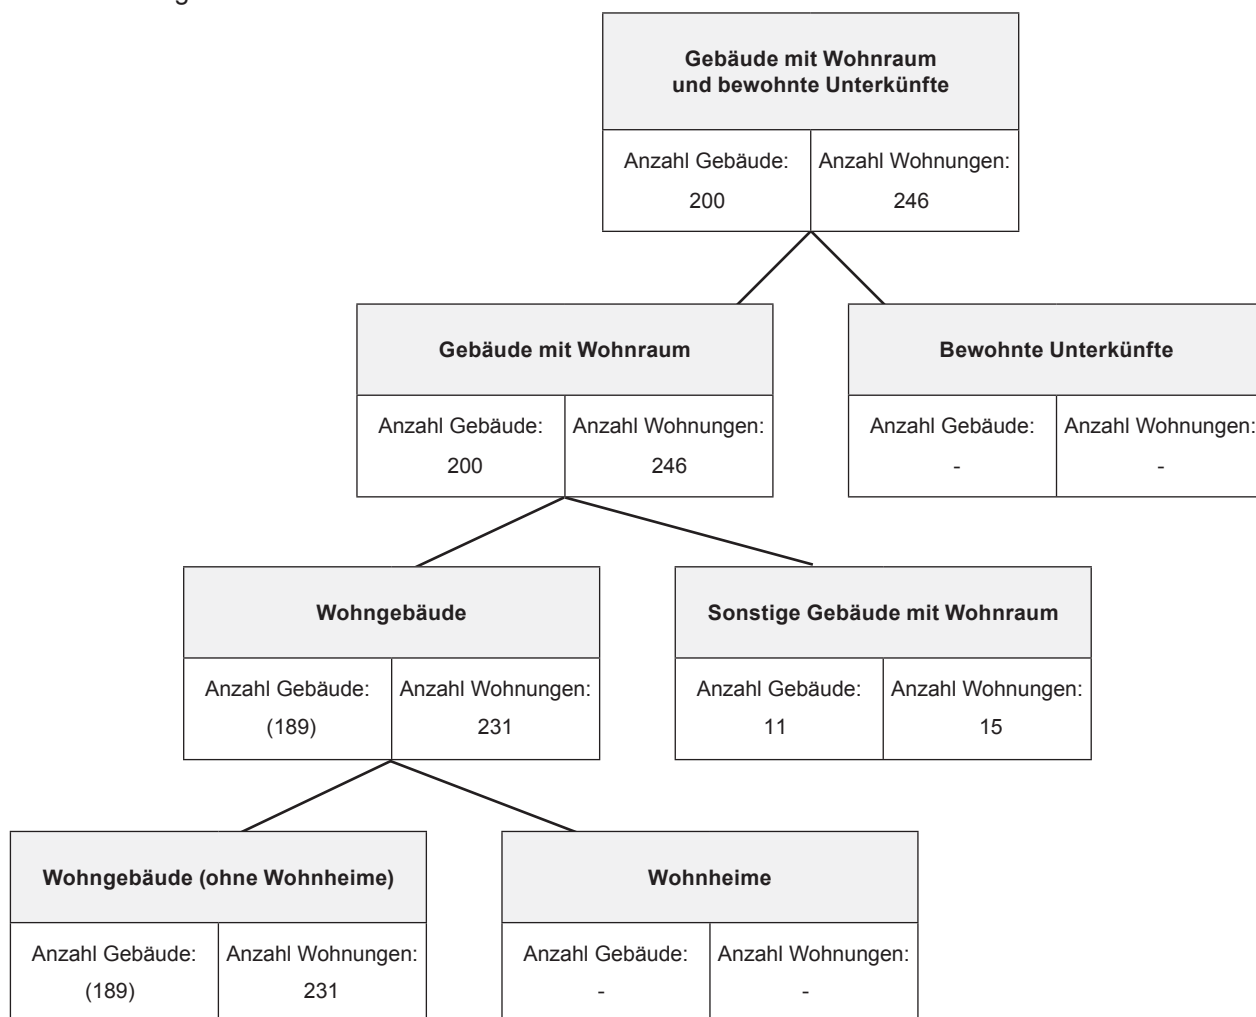 Gebäude mit Wohnraum
und bewohnte Unterkünfte
Anzahl Gebäude: Anzahl Wohnungen:
200 246
Gebäude mit Wohnraum Bewohnte Unterkünfte
Anzahl Gebäude: Anzahl Wohnungen: Anzahl Gebäude: Anzahl Wohnungen:
200 246 - -
Wohngebäude Sonstige Gebäude mit Wohnraum
Anzahl Gebäude: Anzahl Wohnungen: Anzahl Gebäude: Anzahl Wohnungen:
(189) 231 11 15
Wohngebäude (ohne Wohnheime) Wohnheime
Anzahl Gebäude: Anzahl Wohnungen: Anzahl Gebäude: Anzahl Wohnungen:
(189) 231 - -